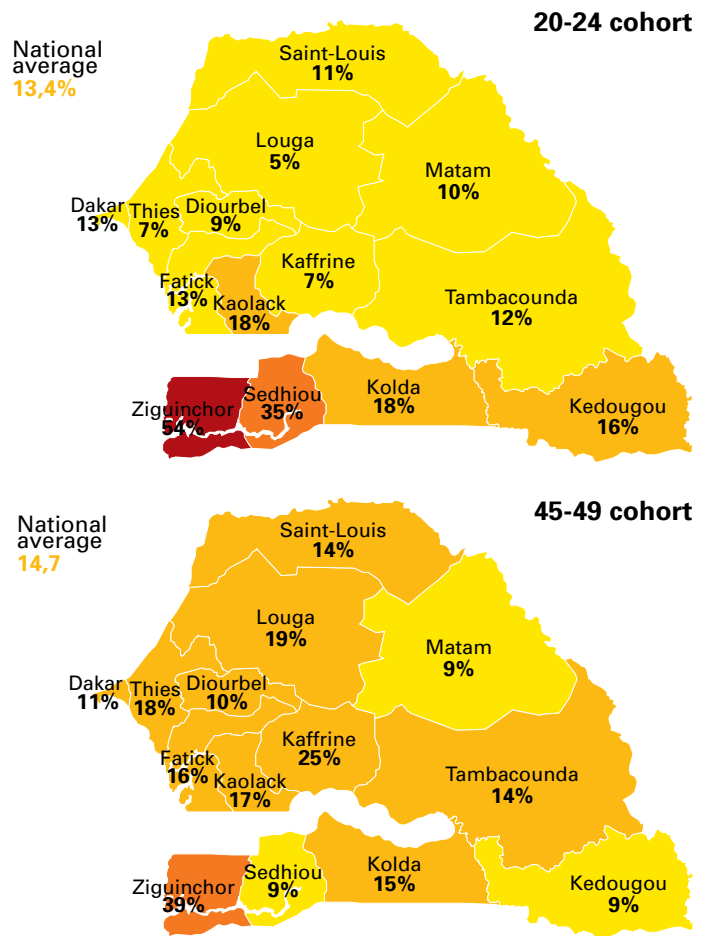 20-24 cohort
National
average
13,4%
Saint-Louis
11%
Louga
5%
Matam
10%
Dakar
13%
Thies
7%
Diourbel
9%
Kaffrine
7%
Fatick
13%
Kaolack
18%
Tambacounda
12%
Ziguinchor
54%
Sedhiou
35%
Kolda
18%
Kedougou
16%
45-49 cohort
National
average
14,7
Saint-Louis
14%
Louga
19%
Matam
9%
Dakar
11%
Thies
18%
Diourbel
10%
Kaffrine
25%
Fatick
16%
Kaolack
17%
Tambacounda
14%
Ziguinchor
39%
Sedhiou
9%
Kolda
15%
Kedougou
9%